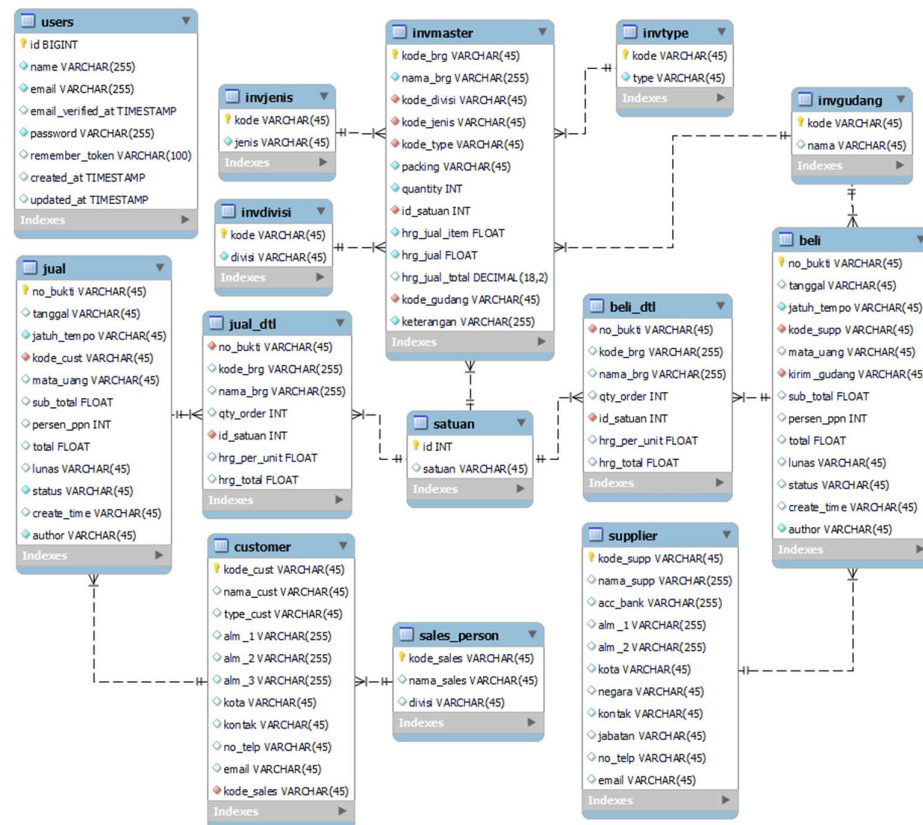 users
id BIGINT
name VARCHAR(255)
email VARCHAR(255)
email_verified_at TIMESTAMP
password VARCHAR(255)
remember_token VARCHAR(100)
created_at TIMESTAMP
updated_at TIMESTAMP
Indexes
invjenis
kode VARCHAR(45)
jenis VARCHAR(45)
Indexes
invdivisi
kode VARCHAR(45)
divisi VARCHAR(45)
Indexes
invmaster
kode_brg VARCHAR(45)
nama_brg VARCHAR(255)
kode_divisi VARCHAR(45)
kode_jenis VARCHAR(45)
kode_type VARCHAR(45)
packing VARCHAR(45)
quantity INT
id_satuan INT
hrg_jual_item FLOAT
hrg_jual FLOAT
hrg_jual_total DECIMAL(18,2)
kode_gudang VARCHAR(45)
keterangan VARCHAR(255)
Indexes
invtype
kode VARCHAR(45)
type VARCHAR(45)
Indexes
invgudang
kode VARCHAR(45)
nama VARCHAR(45)
Indexes
jual
no_bukti VARCHAR(45)
tanggal VARCHAR(45)
jatuh_tempo VARCHAR(45)
kode_cust VARCHAR(45)
mata_uang VARCHAR(45)
sub_total FLOAT
persen_ppn INT
total FLOAT
lunas VARCHAR(45)
status VARCHAR(45)
create_time VARCHAR(45)
author VARCHAR(45)
Indexes
jual_dtl
no_bukti VARCHAR(45)
kode_brg VARCHAR(255)
nama_brg VARCHAR(255)
qty_order INT
id_satuan INT
hrg_per_unit FLOAT
hrg_total FLOAT
Indexes
satuan
id INT
satuan VARCHAR(45)
Indexes
beli_dtl
no_bukti VARCHAR(45)
kode_brg VARCHAR(255)
nama_brg VARCHAR(255)
qty_order INT
id_satuan INT
hrg_per_unit FLOAT
hrg_total FLOAT
Indexes
beli
no_bukti VARCHAR(45)
tanggal VARCHAR(45)
jatuh_tempo VARCHAR(45)
kode_supp VARCHAR(45)
mata_uang VARCHAR(45)
kirim_gudang VARCHAR(45)
sub_total FLOAT
persen_ppn INT
total FLOAT
lunas VARCHAR(45)
status VARCHAR(45)
create_time VARCHAR(45)
author VARCHAR(45)
Indexes
customer
kode_cust VARCHAR(45)
nama_cust VARCHAR(45)
type_cust VARCHAR(45)
alm_1 VARCHAR(255)
alm_2 VARCHAR(255)
alm_3 VARCHAR(255)
kota VARCHAR(45)
kontak VARCHAR(45)
no_telp VARCHAR(45)
email VARCHAR(45)
kode_sales VARCHAR(45)
Indexes
sales_person
kode_sales VARCHAR(45)
nama_sales VARCHAR(45)
divisi VARCHAR(45)
Indexes
supplier
kode_supp VARCHAR(45)
nama_supp VARCHAR(255)
acc_bank VARCHAR(255)
alm_1 VARCHAR(255)
alm_2 VARCHAR(255)
kota VARCHAR(45)
negara VARCHAR(45)
kontak VARCHAR(45)
jabatan VARCHAR(45)
no_telp VARCHAR(45)
email VARCHAR(45)
Indexes